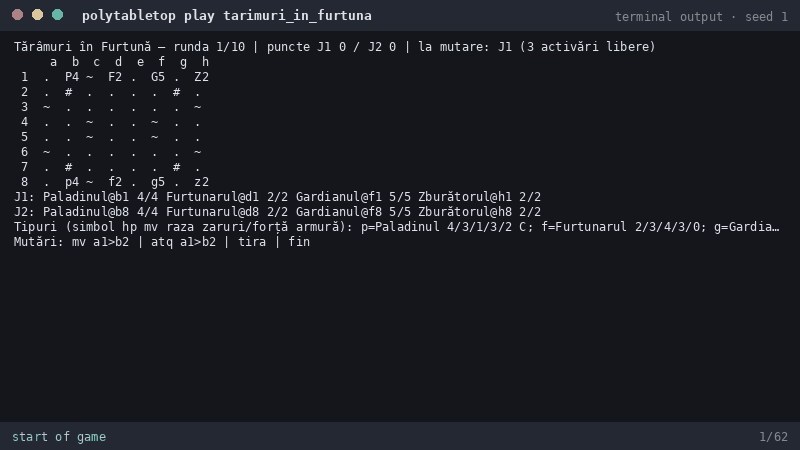 polytabletop play tarimuri_in_furtuna
terminal output · seed 1
Tărâmuri în Furtună — runda 1/10 | puncte J1 0 / J2 0 | la mutare: J1 (3 activări libere)
a b c d e f g h
1 . P4 ~ F2 . G5 . Z2
2 . # . . . . # .
3 ~ . . . . . . ~
4 . . ~ . . ~ . .
5 . . ~ . . ~ . .
6 ~ . . . . . . ~
7 . # . . . . # .
8 . p4 ~ f2 . g5 . z2
J1: Paladinul@b1 4/4 Furtunarul@d1 2/2 Gardianul@f1 5/5 Zburătorul@h1 2/2
J2: Paladinul@b8 4/4 Furtunarul@d8 2/2 Gardianul@f8 5/5 Zburătorul@h8 2/2
Tipuri (simbol hp mv raza zaruri/forță armură): p=Paladinul 4/3/1/3/2 C; f=Furtunarul 2/3/4/3/0; g=Gardia…
Mutări: mv a1>b2 | atq a1>b2 | tira | fin
start of game
1/62